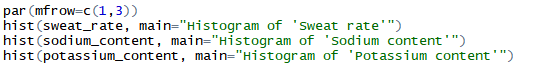 par(mfrow=c(1,3))
hist(sweat_rate, main="Histogram of 'Sweat rate'")
hist(sodium_content, main="Histogram of 'Sodium content'")
hist(potassium_content, main="Histogram of 'Potassium content'")